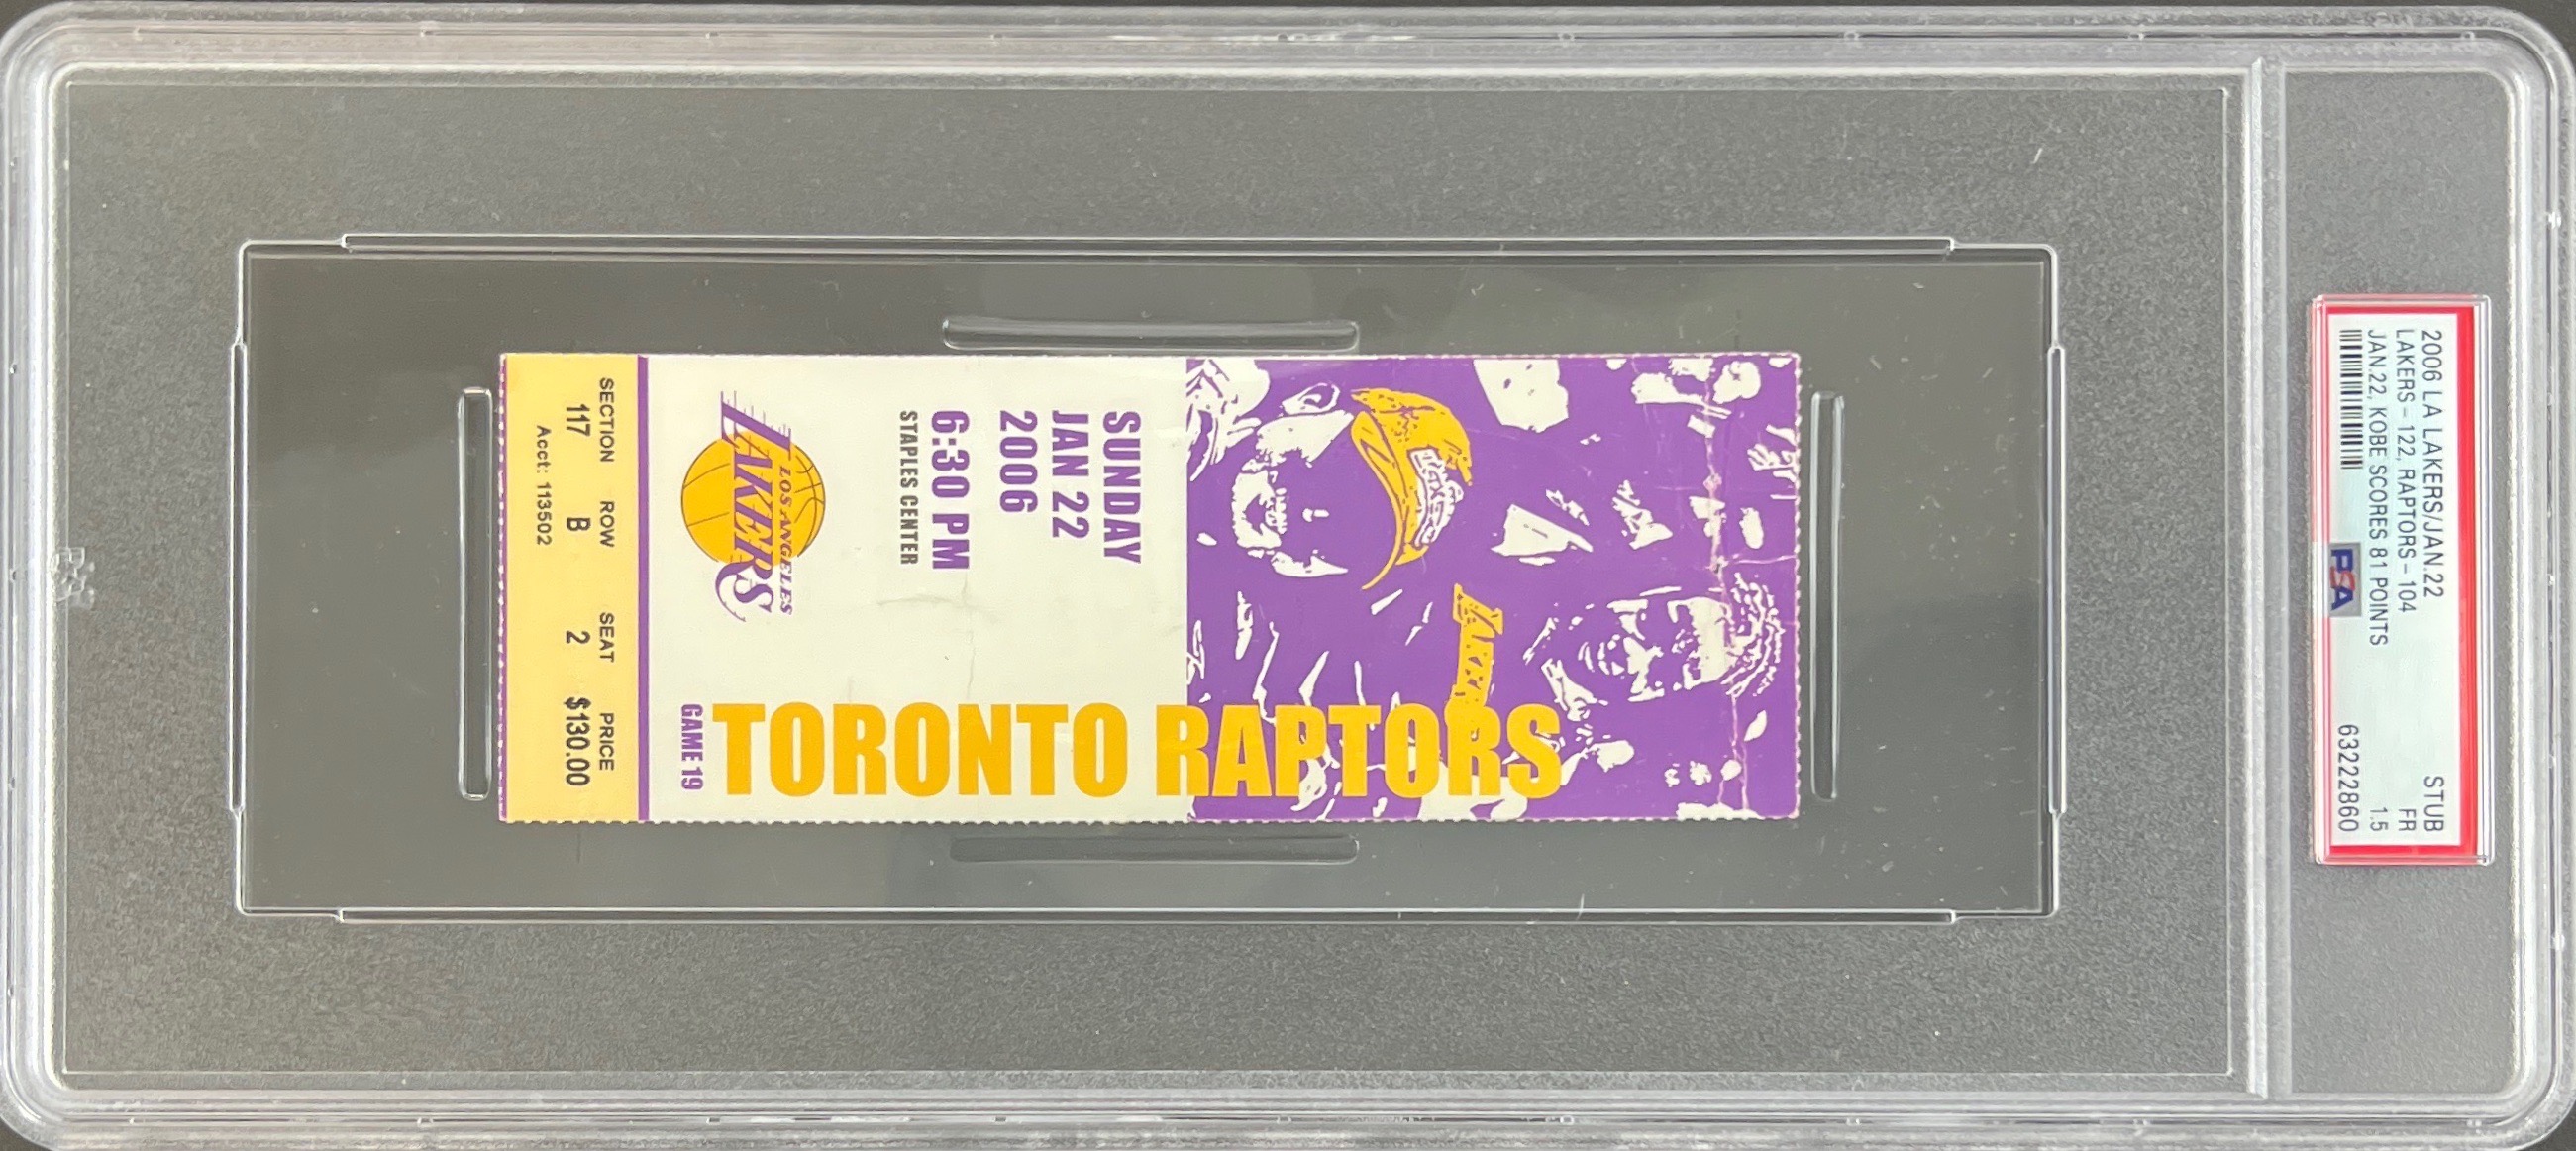 2006 LA LAKERS/JAN.22 STUB
LAKERS - 122, RAPTORS - 104 FR
JAN.22, KOBE SCORES 81 POINTS 1.5
PSA 63222860
LAKERS
LAKERS
SUNDAY
JAN 22
2006
6:30 PM
STAPLES CENTER
LOS ANGELES
LAKERS
TORONTO RAPTORS
GAME 19
SECTION ROW SEAT PRICE
117 B 2 $130.00
Acct: 113502